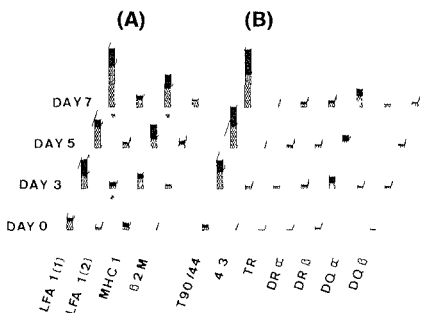 (A) (B)
DAY 7
DAY 5
DAY 3
DAY 0
LFA 1(1)
LFA 1(2)
MHC 1
β2M
T90/44
4 3
TR
DR α
DR β
DQ α
DQ β